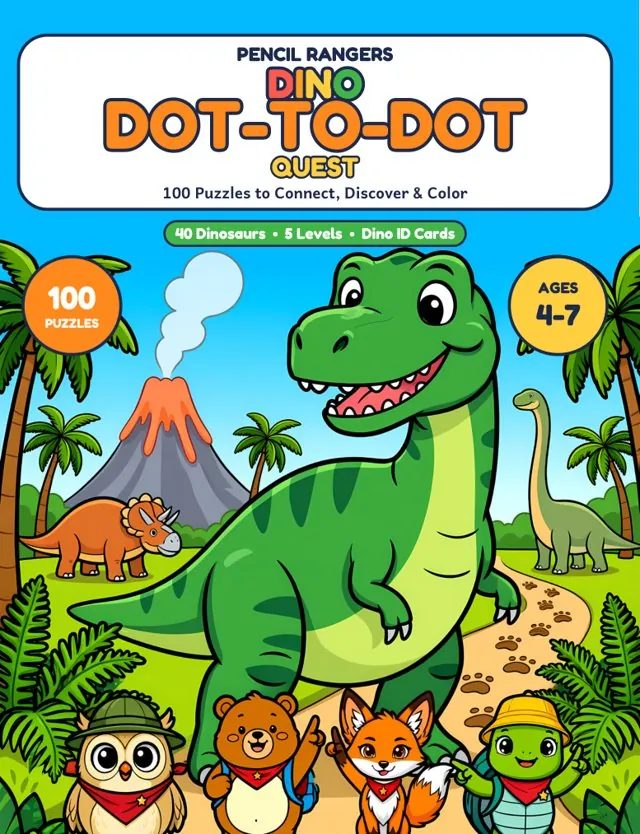 PENCIL RANGERS
DINO
DOT-TO-DOT
QUEST
100 Puzzles to Connect, Discover & Color
40 Dinosaurs • 5 Levels • Dino ID Cards
100
PUZZLES
AGES
4-7